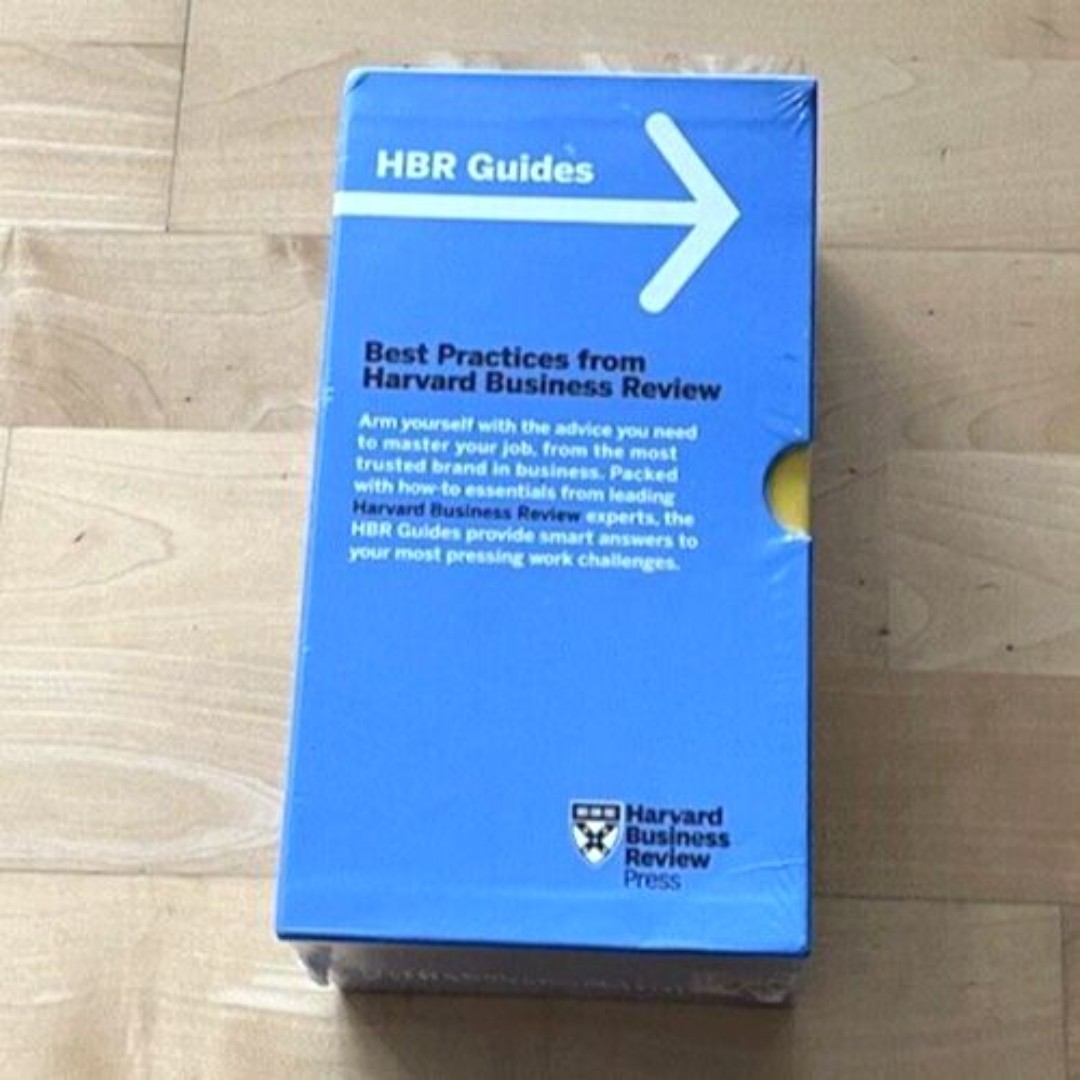 HBR Guides
Best Practices from
Harvard Business Review
Arm yourself with the advice you need
to master your job, from the most
trusted brand in business. Packed
with how-to essentials from leading
Harvard Business Review experts, the
HBR Guides provide smart answers to
your most pressing work challenges.
Harvard
Business
Review
Press